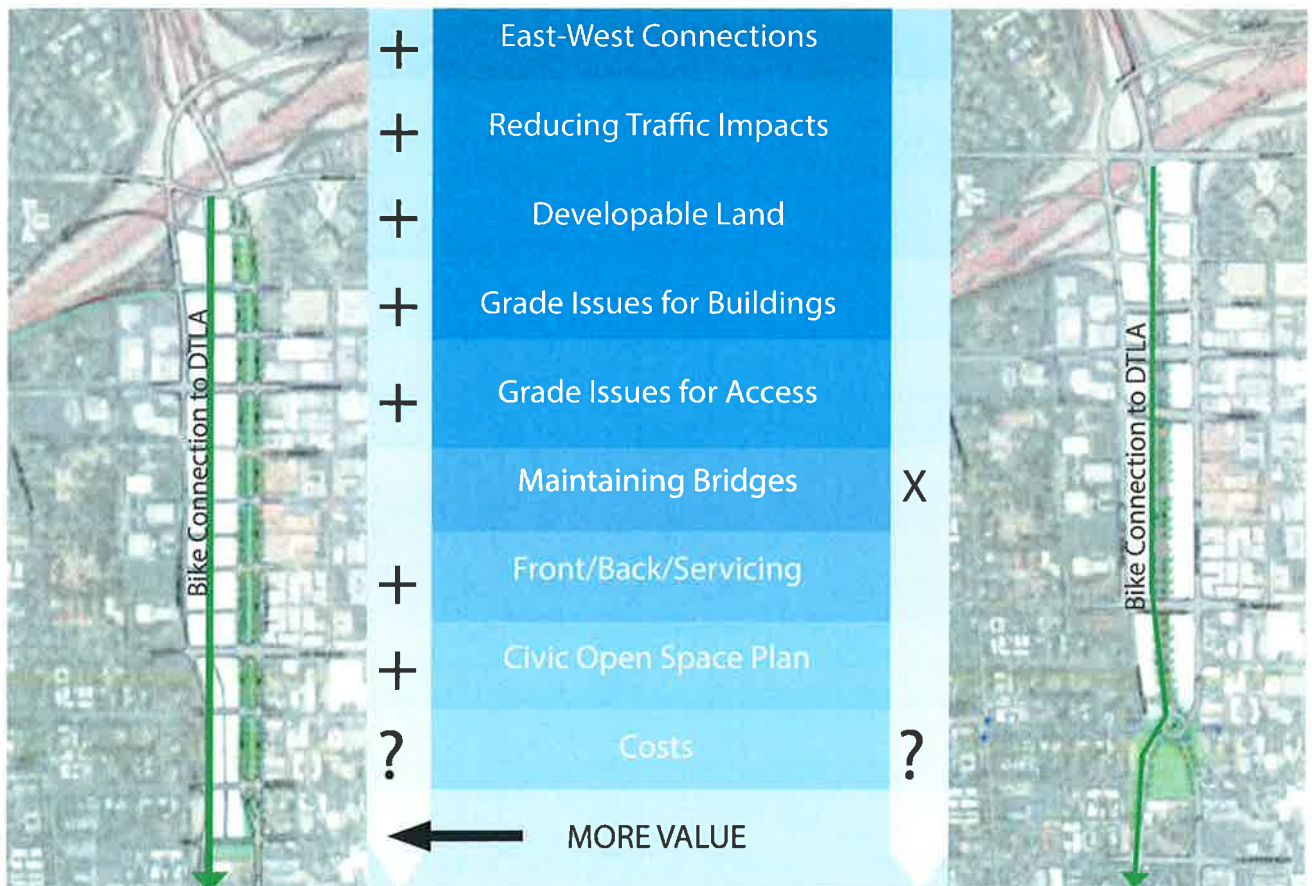 Bike Connection to DTLA
+ East-West Connections
+ Reducing Traffic Impacts
+ Developable Land
+ Grade Issues for Buildings
+ Grade Issues for Access
Maintaining Bridges X
+ Front/Back/Servicing
+ Civic Open Space Plan
? Costs ?
MORE VALUE
Bike Connection to DTLA